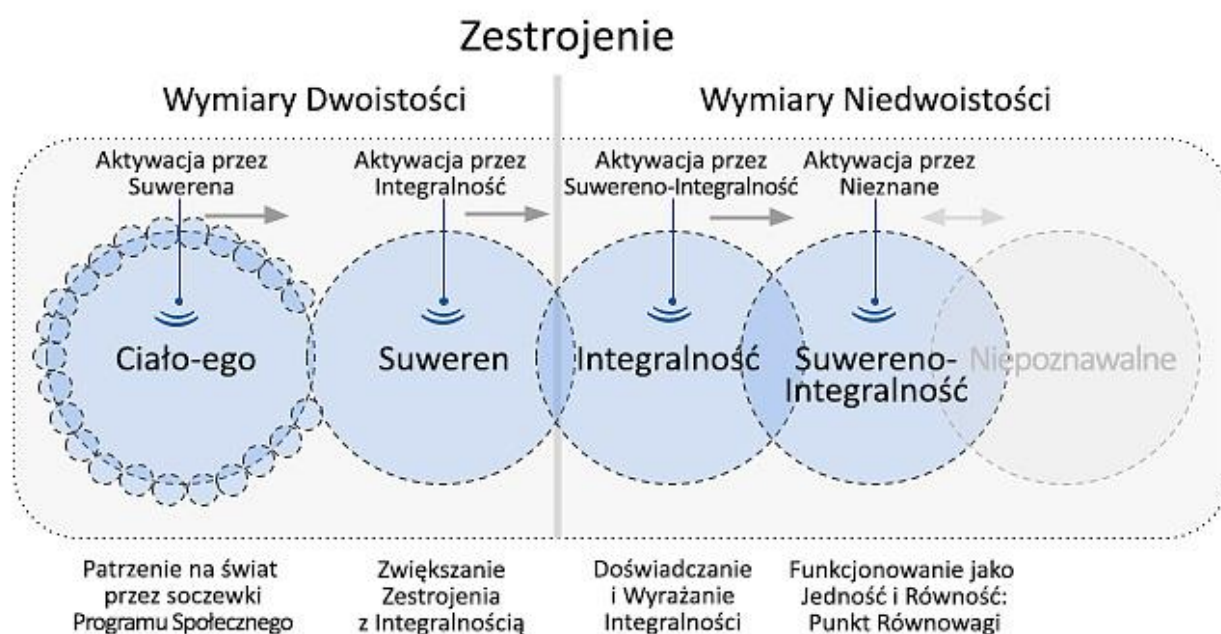 Zestrojenie
Wymiary Dwoistości
Wymiary Niedwoistości
Aktywacja przez
Suwerena
Aktywacja przez
Integralność
Aktywacja przez
Suwereno-Integralność
Aktywacja przez
Nieznane
Ciało-ego
Suweren
Integralność
Suwereno-
Integralność
Niepoznawalne
Patrzenie na świat
przez soczewki
Programu Społecznego
Zwiększanie
Zestrojenia
z Integralnością
Doświadczanie
i Wyrażanie
Integralności
Funkcjonowanie jako
Jedność i Równość:
Punkt Równowagi